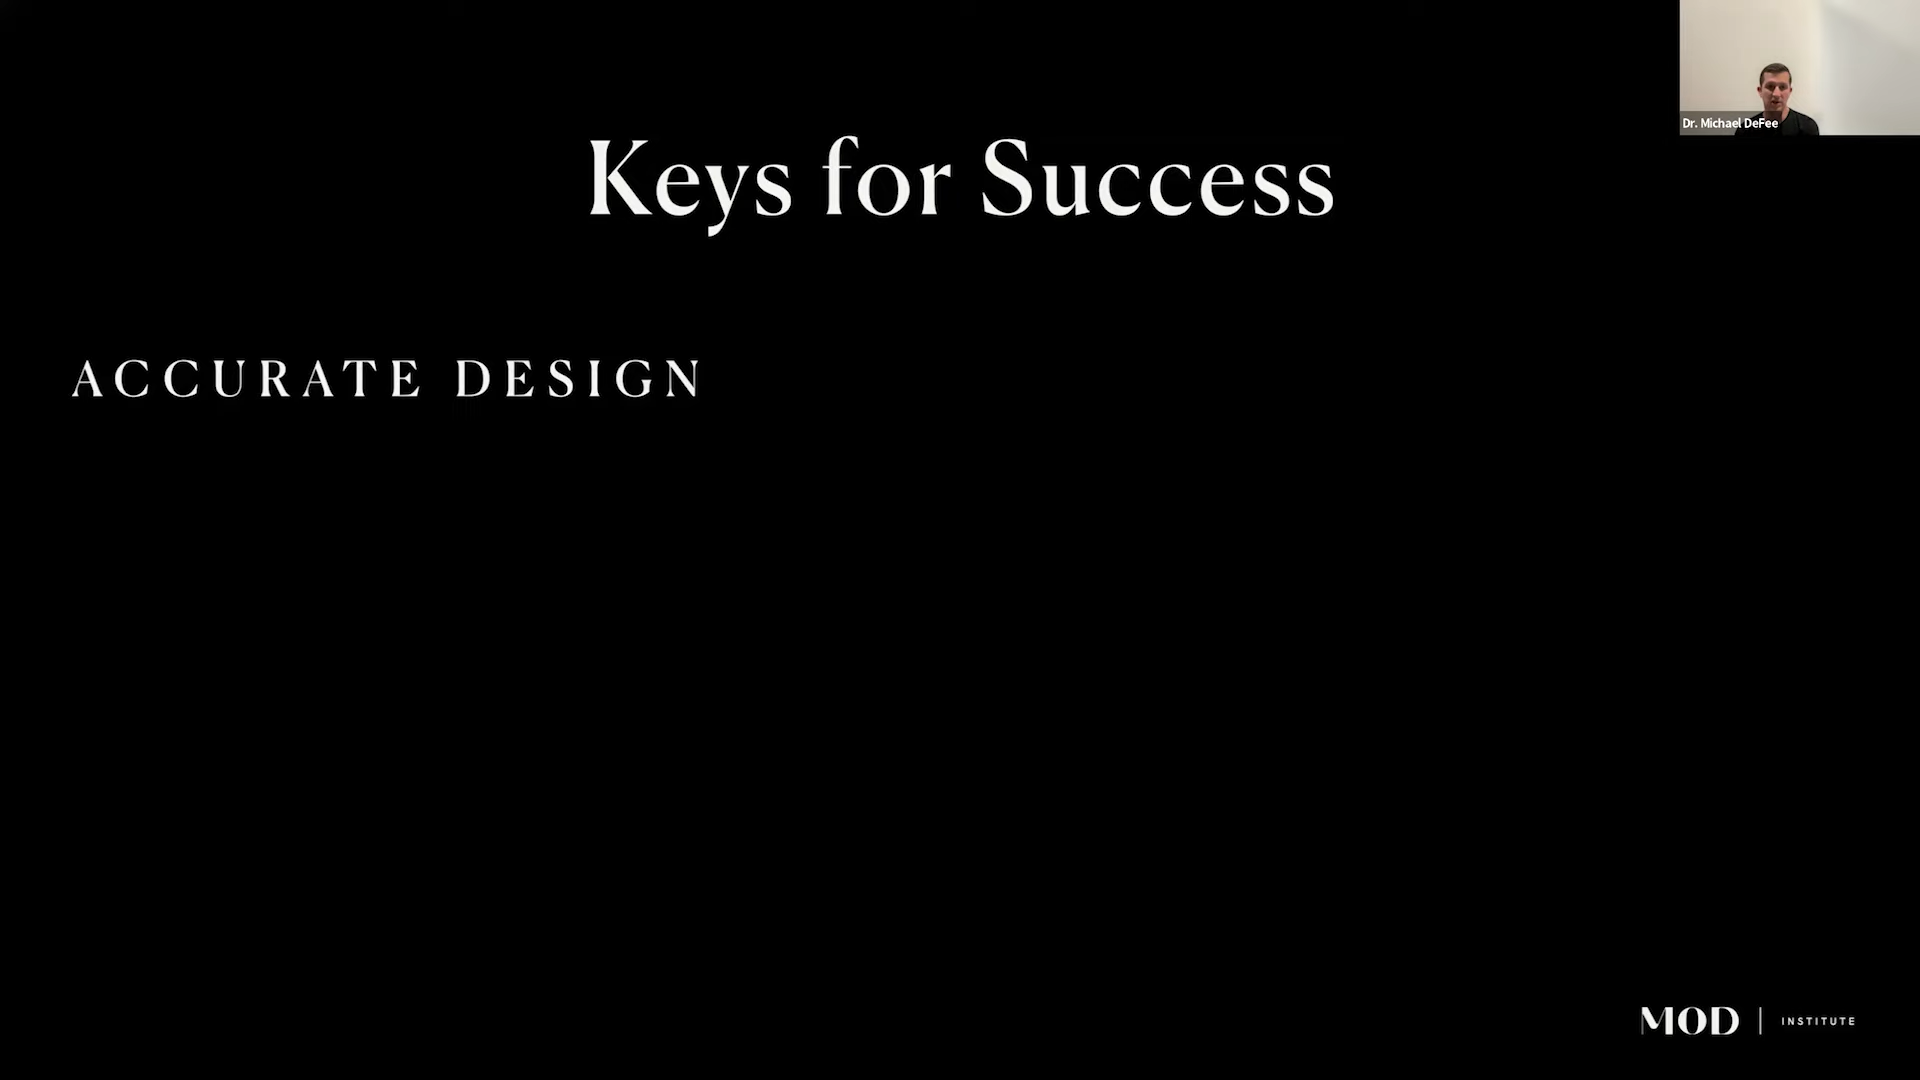 Dr. Michael DeFee
Keys for Success
ACCURATE DESIGN
MOD | INSTITUTE